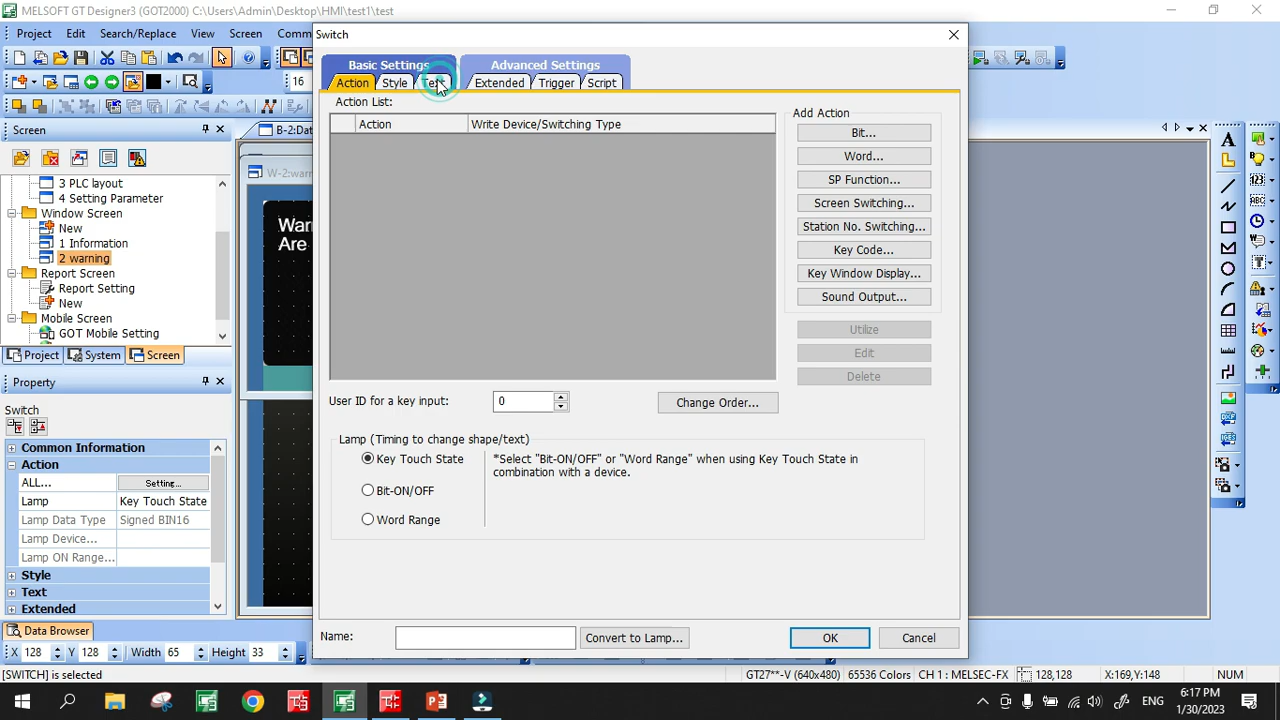 MELSOFT GT Designer3 (GOT2000) C:\Users\Admin\Desktop\HMI\test1\test
Project Edit Search/Replace View Screen Comm
Switch
Basic Settings Advanced Settings
Action Style Extended Trigger Script
16
Action List:
Action Write Device/Switching Type
Add Action
Bit...
Word...
SP Function...
Screen Switching...
Station No. Switching...
Key Code...
Key Window Display...
Sound Output...
Utilize
Edit
Delete
User ID for a key input: 0
Change Order...
Lamp (Timing to change shape/text)
Key Touch State
Bit-ON/OFF
Word Range
*Select "Bit-ON/OFF" or "Word Range" when using Key Touch State in
combination with a device.
Name:
Convert to Lamp...
OK
Cancel
Screen
B-2:Dat
W-2:warning
3 PLC layout
4 Setting Parameter
Window Screen
New
1 Information
2 warning
Report Screen
Report Setting
New
Mobile Screen
GOT Mobile Setting
Project System Screen
War
Are
Property
Switch
Common Information
Action
ALL... Setting...
Lamp Key Touch State
Lamp Data Type Signed BIN16
Lamp Device...
Lamp ON Range...
Style
Text
Extended
Data Browser
X 128 Y 128 Width 65 Height 33
[SWITCH] is selected
GT27**-V (640x480) 65536 Colors CH 1 : MELSEC-FX 128,128 X:169,Y:148 NUM
ENG
6:17 PM
1/30/2023